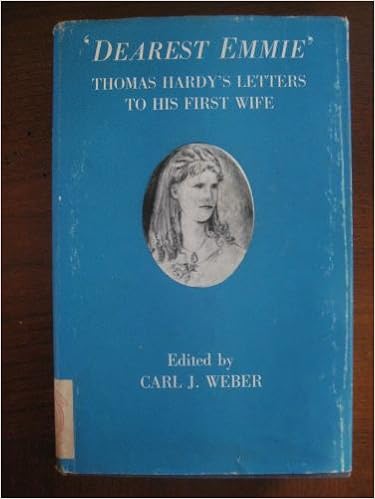 'DEAREST EMMIE'
THOMAS HARDY'S LETTERS
TO HIS FIRST WIFE
Edited by
CARL J. WEBER